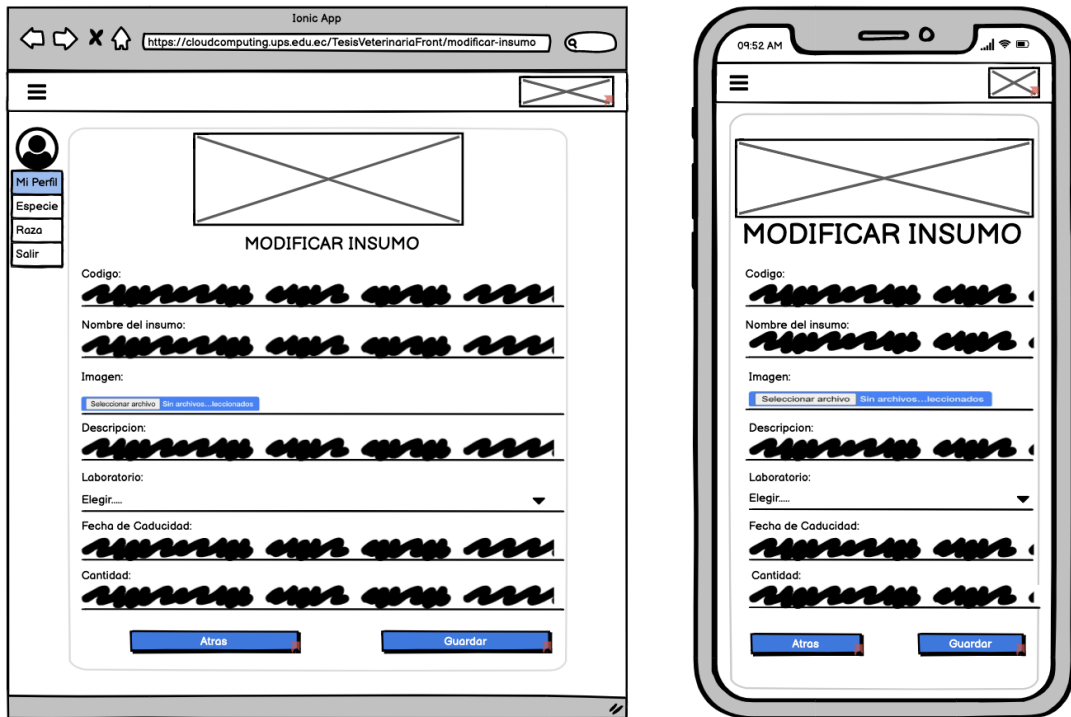 Ionic App
https://cloudcomputing.ups.edu.ec/TesisVeterinariaFront/modificar-insumo
Mi Perfil
Especie
Raza
Salir
MODIFICAR INSUMO
Codigo:
Nombre del insumo:
Imagen:
Seleccionar archivo Sin archivos...leccionados
Descripcion:
Laboratorio:
Elegir.....
Fecha de Caducidad:
Cantidad:
Atras Guardar
09:52 AM
MODIFICAR INSUMO
Codigo:
Nombre del insumo:
Imagen:
Seleccionar archivo Sin archivos...leccionados
Descripcion:
Laboratorio:
Elegir.....
Fecha de Caducidad:
Cantidad:
Atras Guardar